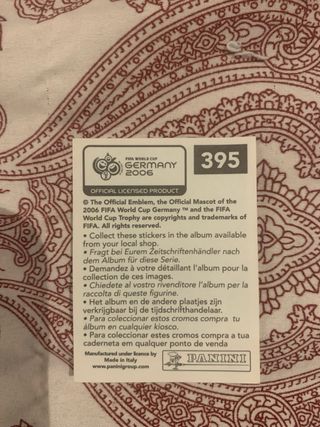 FIFA WORLD CUP
GERMANY
2006
395
OFFICIAL LICENSED PRODUCT
© The Official Emblem, the Official Mascot of the
2006 FIFA World Cup Germany ™ and the FIFA
World Cup Trophy are copyrights and trademarks of
FIFA. All rights reserved.
• Collect these stickers in the album available
from your local shop.
• Fragt bei Eurem Zeitschriftenhändler nach
dem Album für diese Serie.
• Demandez à votre détaillant l'album pour la
collection de ces images.
• Chiedete al vostro rivenditore l'album per la
raccolta di queste figurine.
• Het album en de andere plaatjes zijn
verkrijgbaar bij de tijdschrifthandelaar.
• Para coleccionar estos cromos compra tu
álbum en cualquier kiosco.
• Para coleccionar estes cromos compra a tua
caderneta em qualquer ponto de venda
Manufactured under licence by
Made in Italy
www.paninigroup.com
PANINI